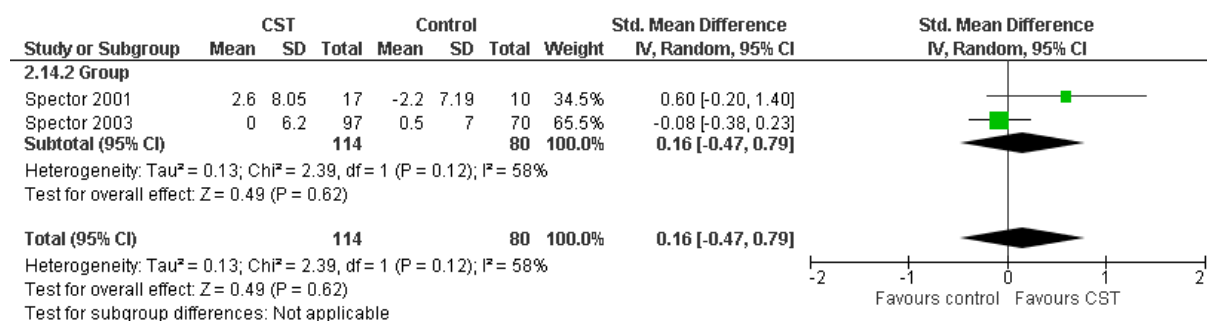 CST Control Std. Mean Difference Std. Mean Difference
Study or Subgroup Mean SD Total Mean SD Total Weight IV, Random, 95% CI IV, Random, 95% CI
2.14.2 Group
Spector 2001 2.6 8.05 17 -2.2 7.19 10 34.5% 0.60 [-0.20, 1.40]
Spector 2003 0 6.2 97 0.5 7 70 65.5% -0.08 [-0.38, 0.23]
Subtotal (95% CI) 114 80 100.0% 0.16 [-0.47, 0.79]
Heterogeneity: Tau² = 0.13; Chi² = 2.39, df = 1 (P = 0.12); I² = 58%
Test for overall effect: Z = 0.49 (P = 0.62)
Total (95% CI) 114 80 100.0% 0.16 [-0.47, 0.79]
Heterogeneity: Tau² = 0.13; Chi² = 2.39, df = 1 (P = 0.12); I² = 58%
Test for overall effect: Z = 0.49 (P = 0.62)
Test for subgroup differences: Not applicable
-2 -1 0 1 2
Favours control Favours CST